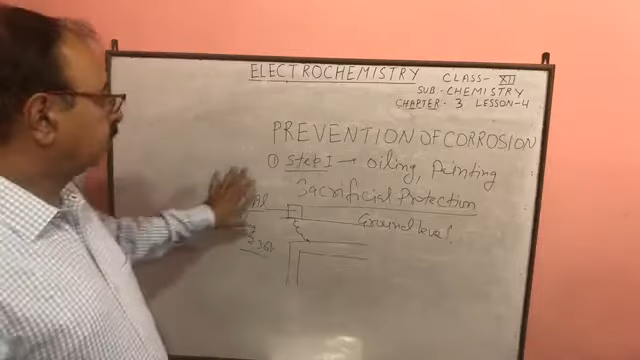 ELECTROCHEMISTRY
CLASS- XII
SUB- CHEMISTRY
CHAPTER- 3 LESSON-4
PREVENTION OF CORROSION
① Step I → oiling, Painting
Sacrificial Protection
Al
Ground level